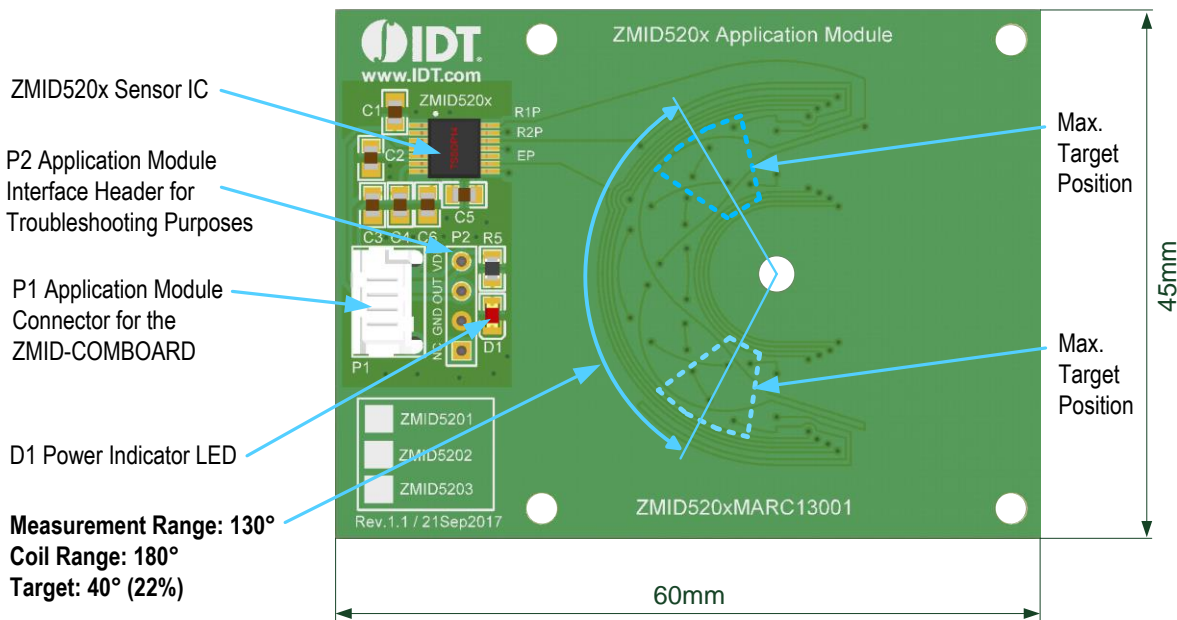 IDT.
www.IDT.com
ZMID520x Application Module
ZMID520x Sensor IC
P2 Application Module
Interface Header for
Troubleshooting Purposes
P1 Application Module
Connector for the
ZMID-COMBOARD
D1 Power Indicator LED
Measurement Range: 130°
Coil Range: 180°
Target: 40° (22%)
C1
ZMID520x
R1P
R2P
EP
C2
C5
C3 C4 C6 P2 R5
VD
OUT
GND
NC
P1
D1
ZMID5201
ZMID5202
ZMID5203
Rev.1.1 / 21Sep2017
ZMID520xMARC13001
Max.
Target
Position
Max.
Target
Position
45mm
60mm